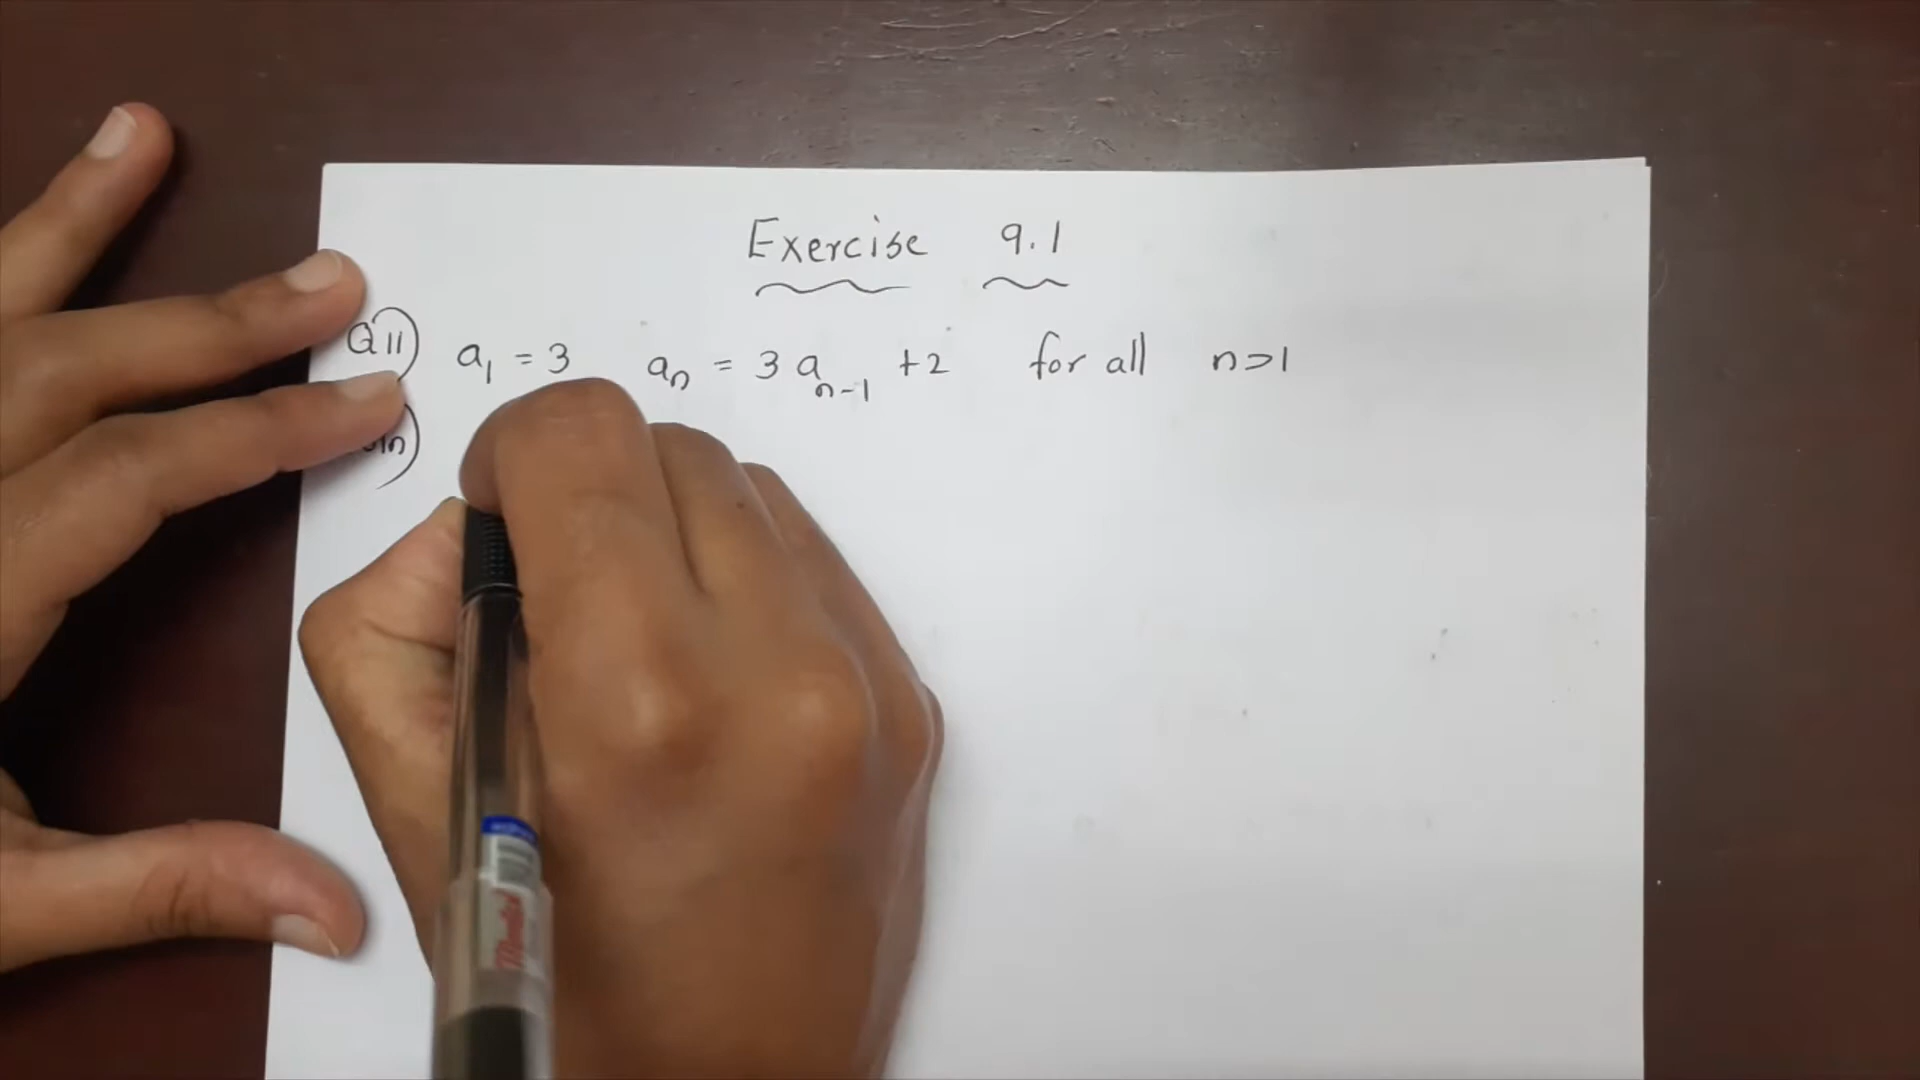 Exercise 9.1
Q11) a₁ = 3 aₙ = 3 aₙ₋₁ +2 for all n>1